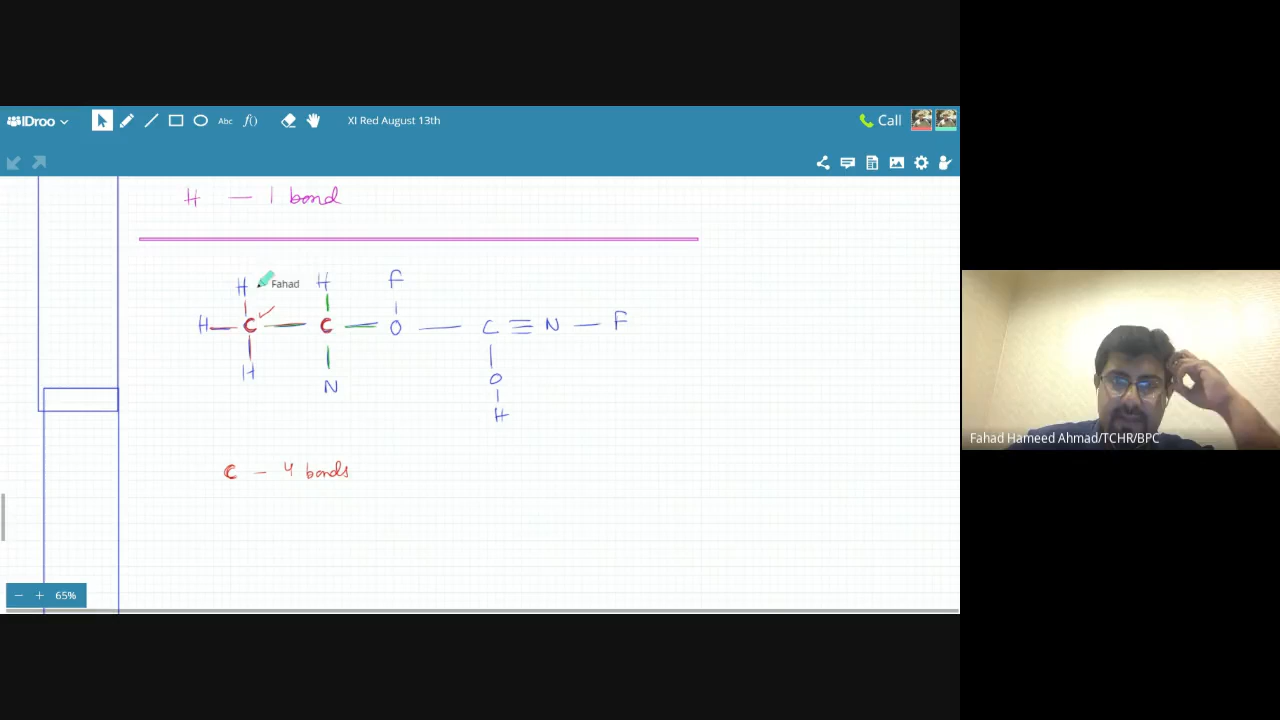 IDroo
Abc
f()
XI Red August 13th
Call
H — 1 bond
H H F
Fahad
H — C — C — O — C ≡ N — F
H N O
H
C — 4 bonds
65%
Fahad Hameed Ahmad/TCHR/BPC